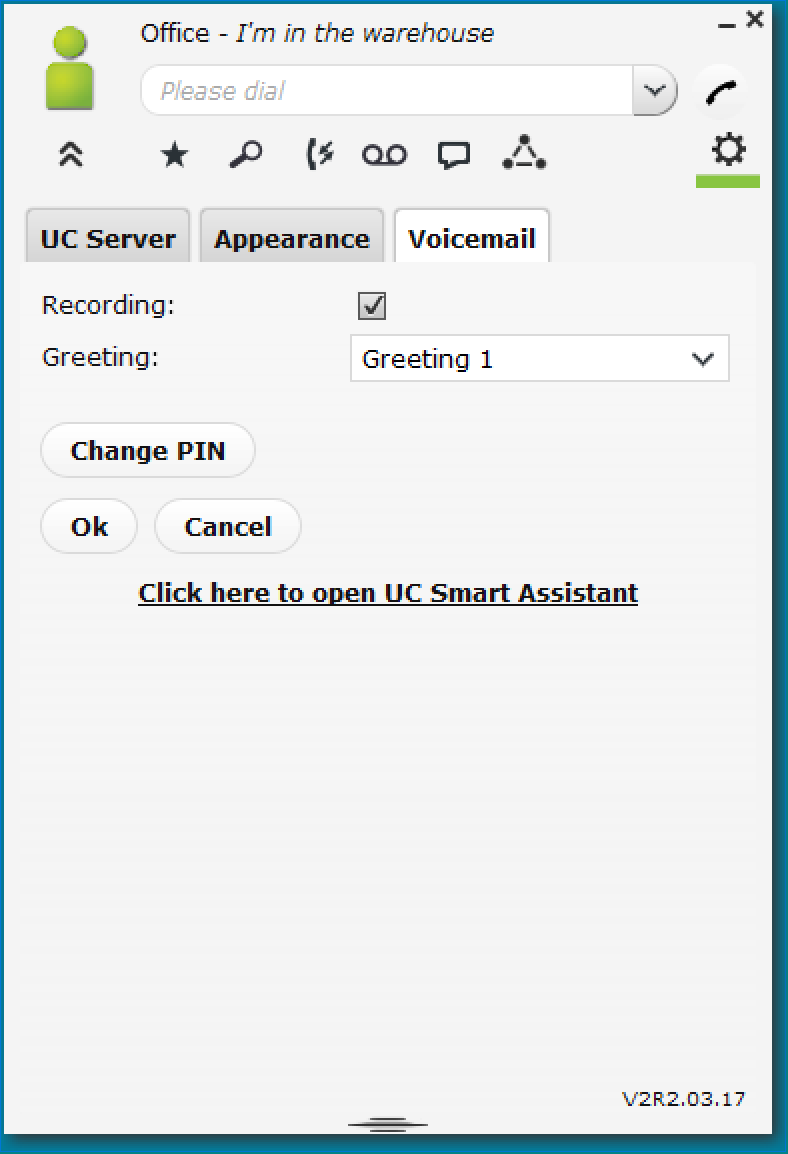 Office - I'm in the warehouse
Please dial
UC Server Appearance Voicemail
Recording:
Greeting: Greeting 1
Change PIN
Ok Cancel
Click here to open UC Smart Assistant
V2R2.03.17